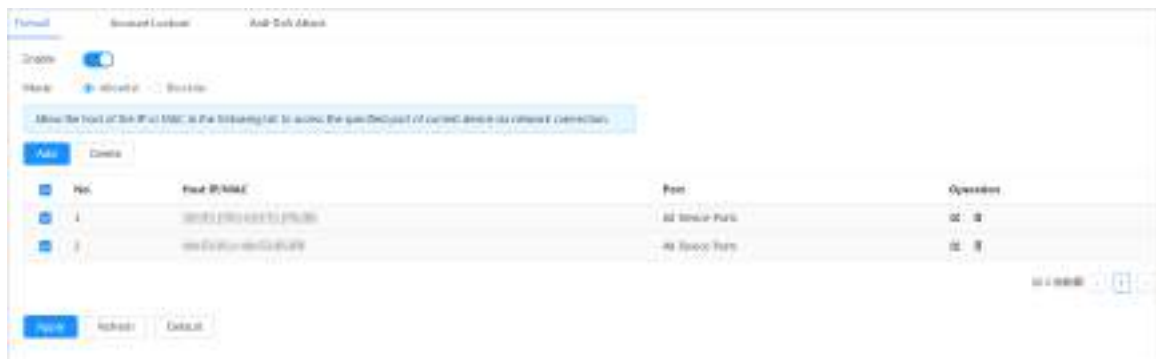 Firewall Account Lockout Anti-DoS Attack
Enable
Mode Allowlist Blocklist
Allow the host of the IP or MAC in the following list to access the specified port of current device via network connection.
Add Delete
No. Host IP/MAC Port Operation
1 All Device Ports
2 All Device Ports
1
Apply Refresh Default